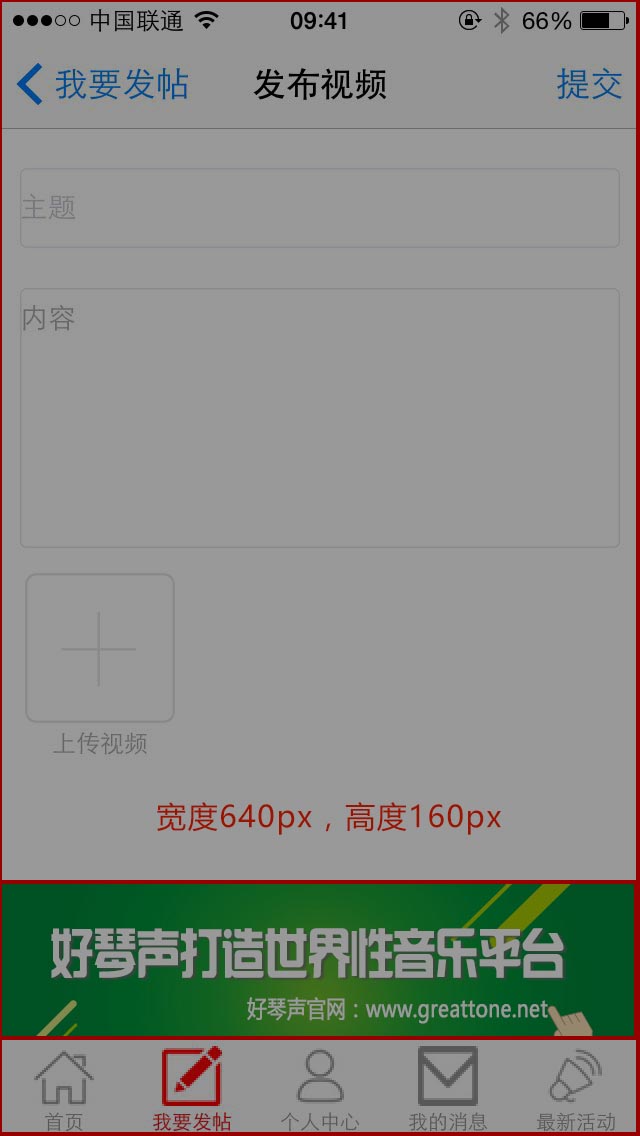 中国联通 09:41 66%
我要发帖 发布视频 提交
主题
内容
上传视频
宽度640px，高度160px
好琴声打造世界性音乐平台
好琴声官网：www.greattone.net
首页 我要发帖 个人中心 我的消息 最新活动